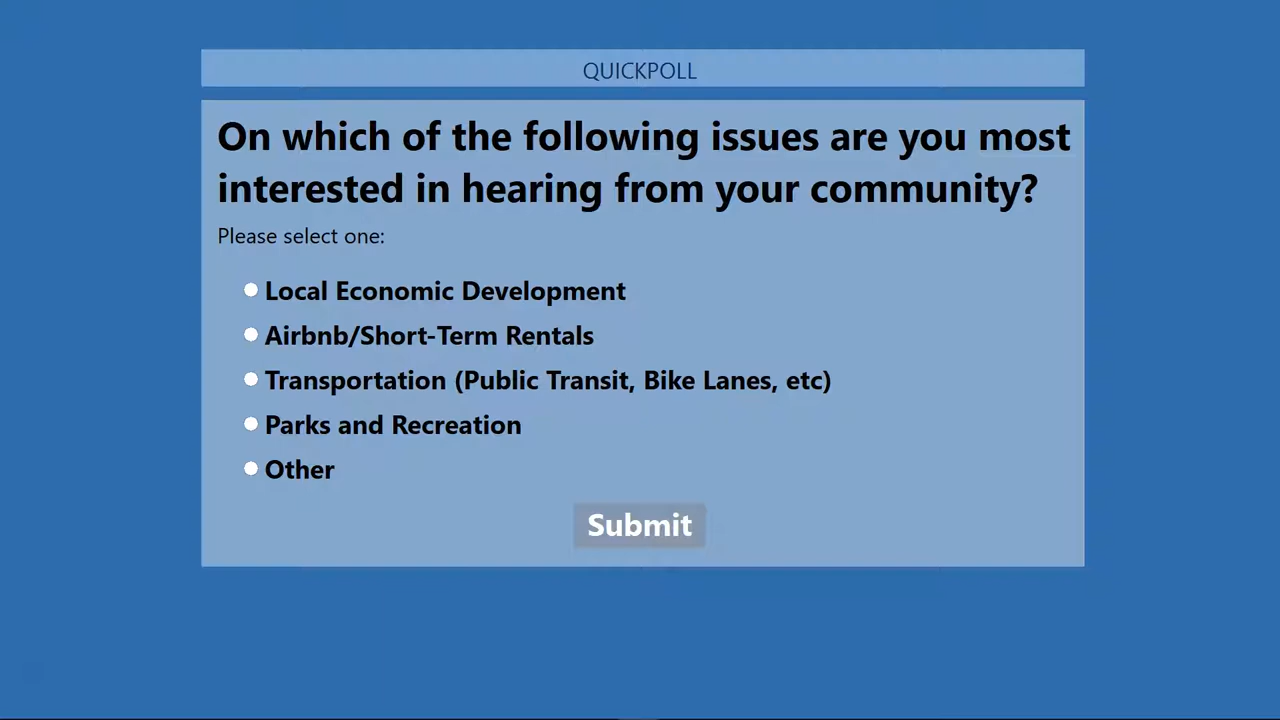 QUICKPOLL
On which of the following issues are you most
interested in hearing from your community?
Please select one:
Local Economic Development
Airbnb/Short-Term Rentals
Transportation (Public Transit, Bike Lanes, etc)
Parks and Recreation
Other
Submit